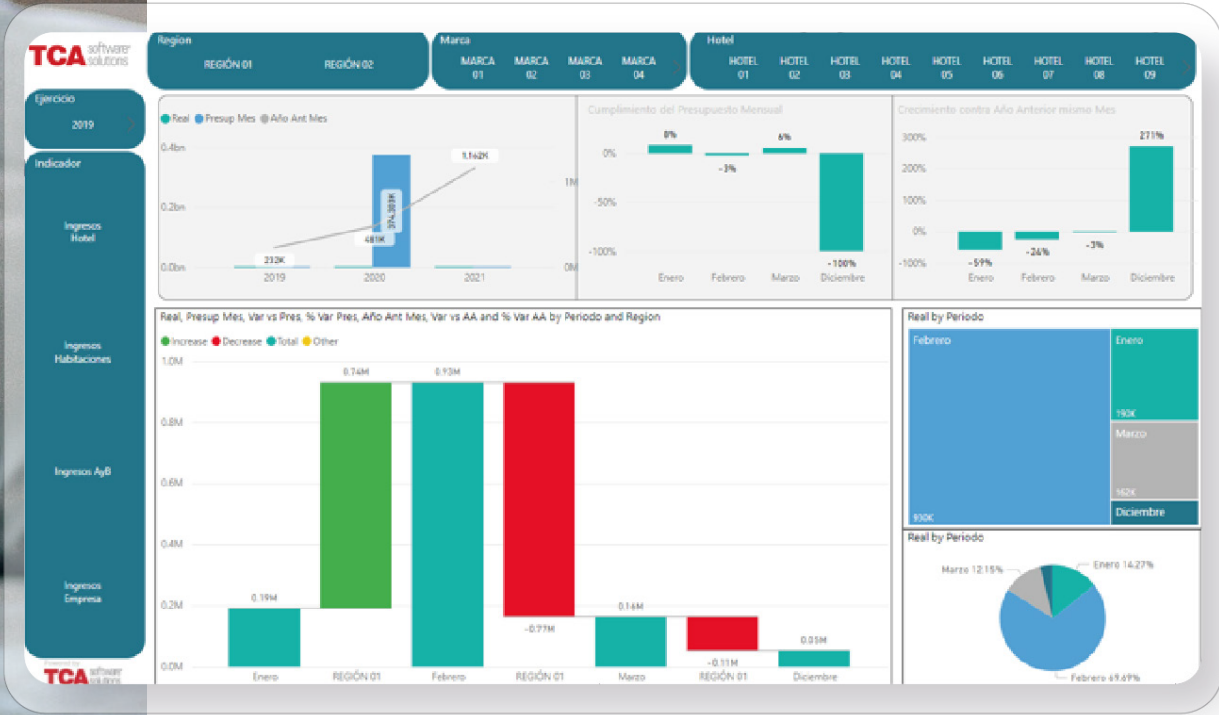 TCA software solutions
Region
REGIÓN 01
REGIÓN 02
Marca
MARCA 01
MARCA 02
MARCA 03
MARCA 04
Hotel
HOTEL 01
HOTEL 02
HOTEL 03
HOTEL 04
HOTEL 05
HOTEL 06
HOTEL 07
HOTEL 08
HOTEL 09
Ejercicio
2019
Indicador
Ingresos
Hotel
Ingresos
Habitaciones
Ingresos AyB
Ingresos
Empresa
Powered by
TCA software solutions
Real Presup Mes Año Ant Mes
0.4bn
0.2bn
0.0bn
1M
0M
232K
481K
1,162K
2019
2020
2021
Cumplimiento del Presupuesto Mensual
0%
-50%
-100%
8%
-3%
6%
-100%
Enero
Febrero
Marzo
Diciembre
Crecimiento contra Año Anterior mismo Mes
300%
200%
100%
0%
-100%
-59%
-26%
-3%
271%
Enero
Febrero
Marzo
Diciembre
Real, Presup Mes, Var vs Pres, % Var Pres, Año Ant Mes, Var vs AA and % Var AA by Periodo and Region
Increase Decrease Total Other
1.0M
0.8M
0.6M
0.4M
0.2M
0.0M
0.19M
0.74M
0.93M
-0.77M
0.16M
-0.11M
0.05M
Enero
REGIÓN 01
Febrero
REGIÓN 01
Marzo
REGIÓN 01
Diciembre
Real by Periodo
Febrero
930K
Enero
190K
Marzo
162K
Diciembre
Real by Periodo
Marzo 12.15%
Enero 14.27%
Febrero 69.69%